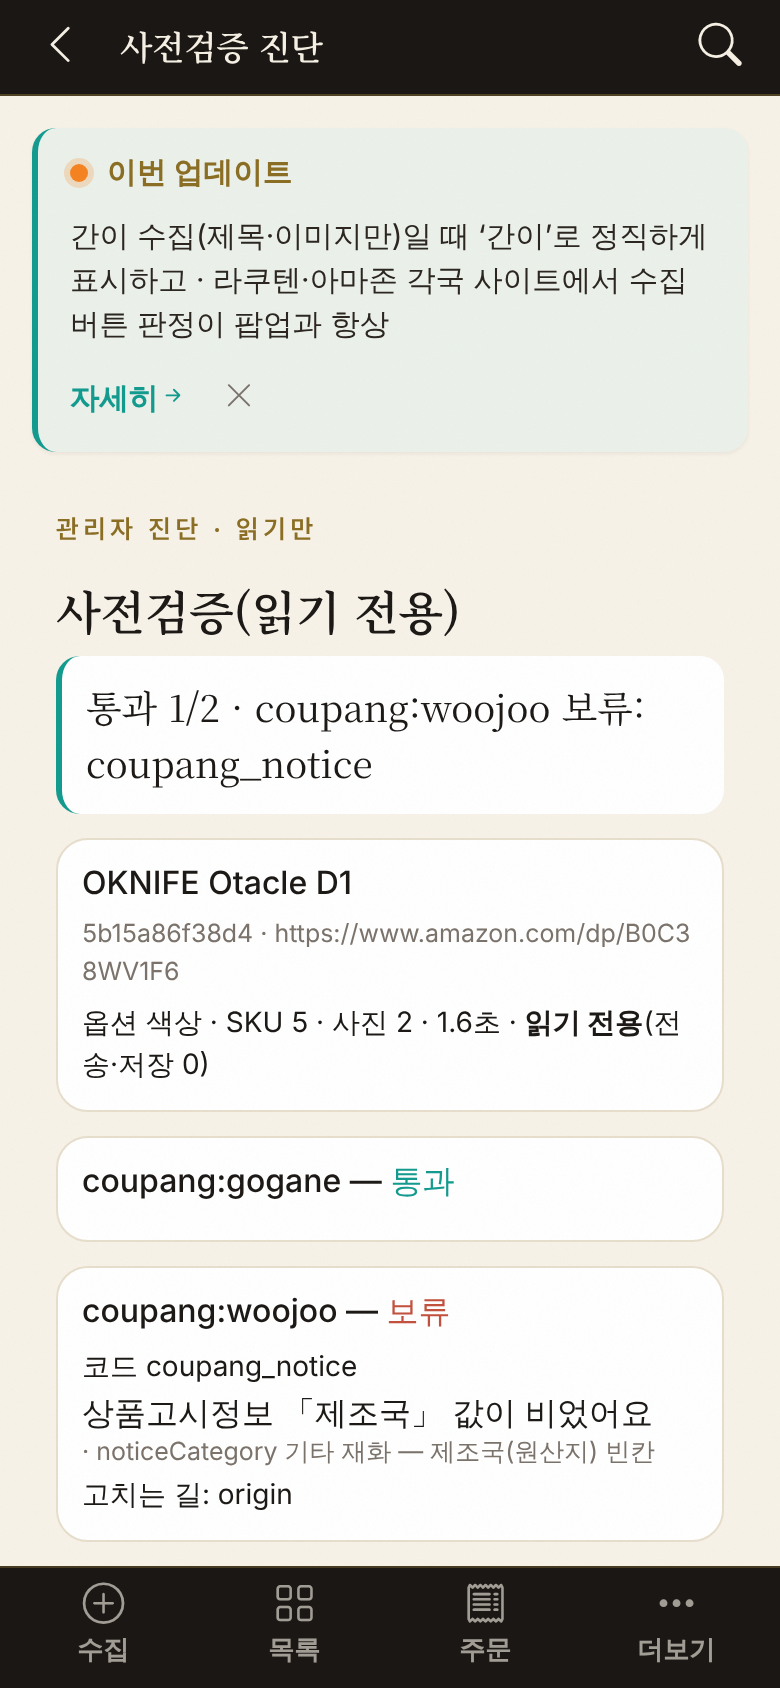 사전검증 진단
이번 업데이트
간이 수집(제목·이미지만)일 때 ‘간이’로 정직하게
표시하고 · 라쿠텐·아마존 각국 사이트에서 수집
버튼 판정이 팝업과 항상
자세히 →
관리자 진단 · 읽기만
사전검증(읽기 전용)
통과 1/2 · coupang:woojoo 보류:
coupang_notice
OKNIFE Otacle D1
5b15a86f38d4 · https://www.amazon.com/dp/B0C3
8WV1F6
옵션 색상 · SKU 5 · 사진 2 · 1.6초 · 읽기 전용(전
송·저장 0)
coupang:gogane — 통과
coupang:woojoo — 보류
코드 coupang_notice
상품고시정보 「제조국」 값이 비었어요
· noticeCategory 기타 재화 — 제조국(원산지) 빈칸
고치는 길: origin
수집
목록
주문
더보기